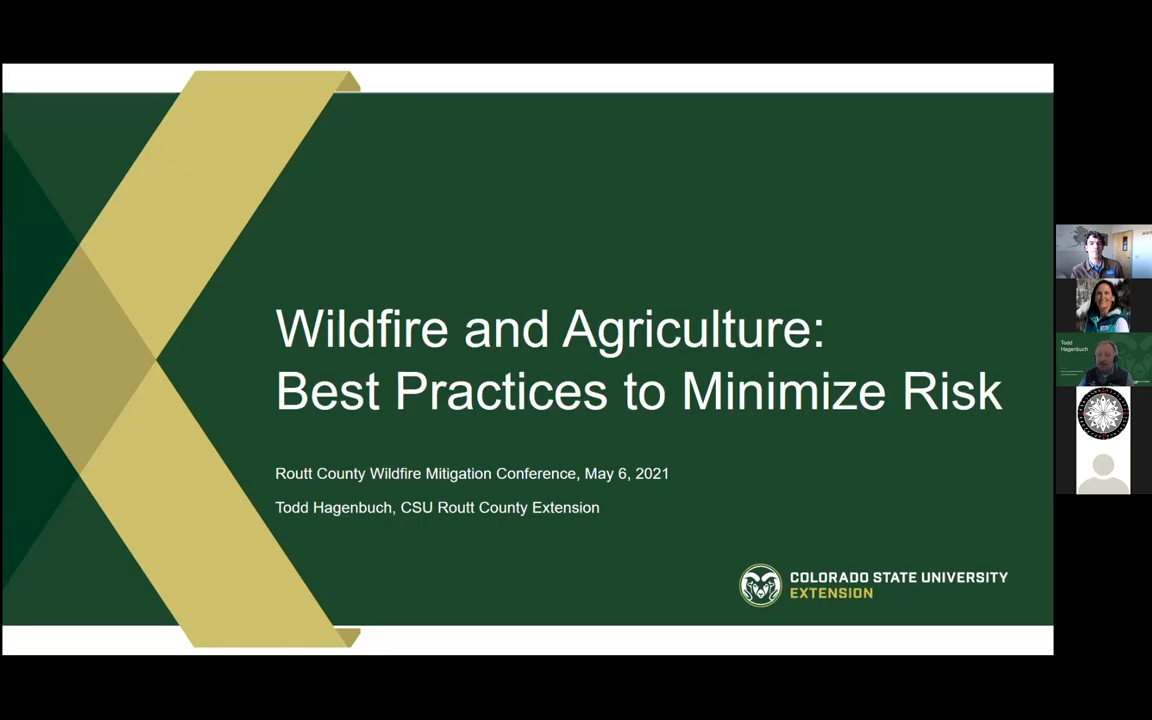 Wildfire and Agriculture:
Best Practices to Minimize Risk
Routt County Wildfire Mitigation Conference, May 6, 2021
Todd Hagenbuch, CSU Routt County Extension
COLORADO STATE UNIVERSITY
EXTENSION
Todd
Hagenbuch